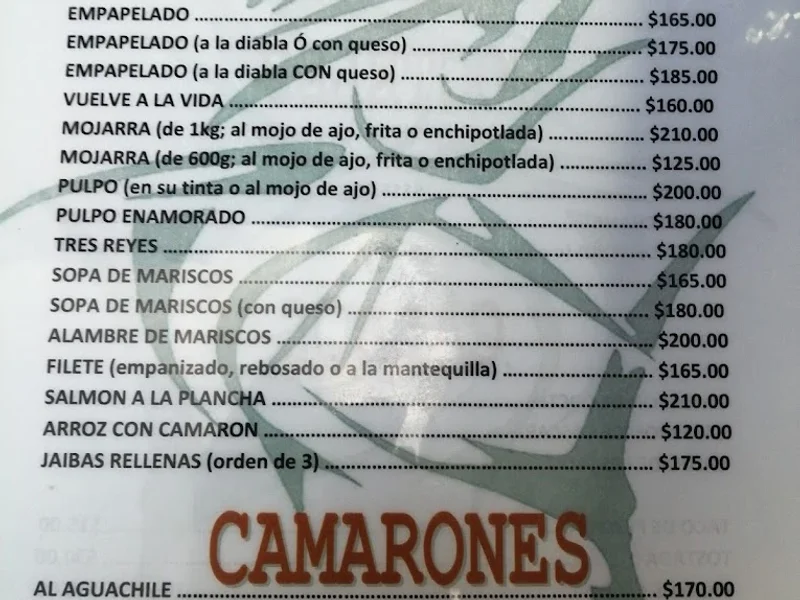 EMPAPELADO ........ $165.00
EMPAPELADO (a la diabla Ó con queso) ........ $175.00
EMPAPELADO (a la diabla CON queso) ........ $185.00
VUELVE A LA VIDA ........ $160.00
MOJARRA (de 1kg; al mojo de ajo, frita o enchipotlada) ........ $210.00
MOJARRA (de 600g; al mojo de ajo, frita o enchipotlada) ........ $125.00
PULPO (en su tinta o al mojo de ajo) ........ $200.00
PULPO ENAMORADO ........ $180.00
TRES REYES ........ $180.00
SOPA DE MARISCOS ........ $165.00
SOPA DE MARISCOS (con queso) ........ $180.00
ALAMBRE DE MARISCOS ........ $200.00
FILETE (empanizado, rebosado o a la mantequilla) ........ $165.00
SALMON A LA PLANCHA ........ $210.00
ARROZ CON CAMARON ........ $120.00
JAIBAS RELLENAS (orden de 3) ........ $175.00
CAMARONES
AL AGUACHILE ........ $170.00